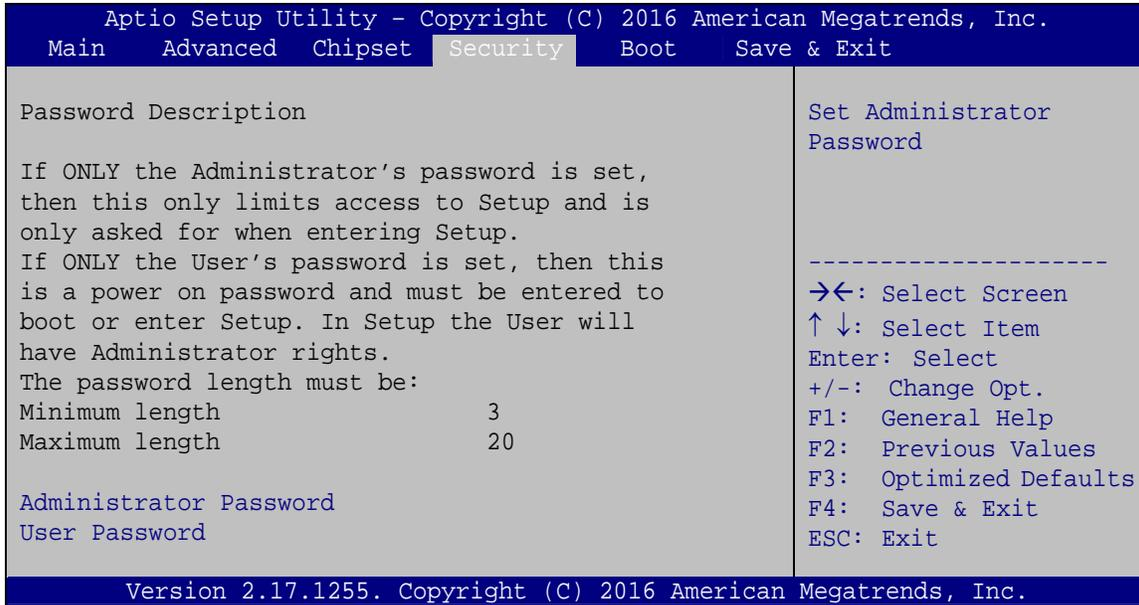 Aptio Setup Utility – Copyright (C) 2016 American Megatrends, Inc.
Main Advanced Chipset Security Boot Save & Exit
Password Description
If ONLY the Administrator's password is set,
then this only limits access to Setup and is
only asked for when entering Setup.
If ONLY the User's password is set, then this
is a power on password and must be entered to
boot or enter Setup. In Setup the User will
have Administrator rights.
The password length must be:
Minimum length 3
Maximum length 20
Administrator Password
User Password
Set Administrator
Password
---------------------
→←: Select Screen
↑ ↓: Select Item
Enter: Select
+/-: Change Opt.
F1: General Help
F2: Previous Values
F3: Optimized Defaults
F4: Save & Exit
ESC: Exit
Version 2.17.1255. Copyright (C) 2016 American Megatrends, Inc.